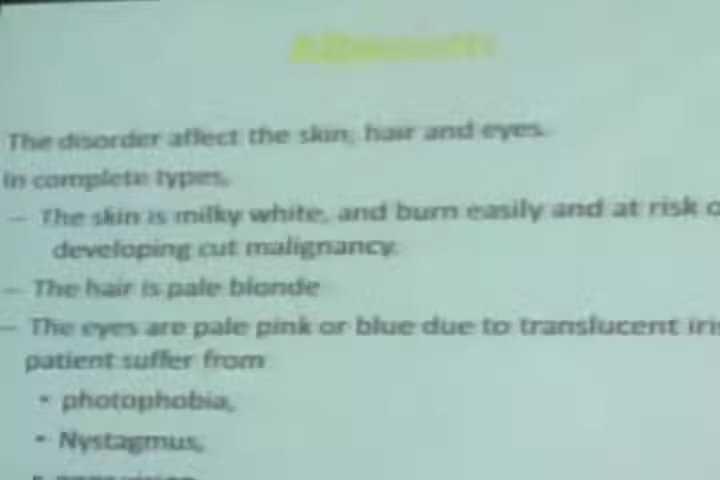 Albinism
The disorder affect the skin, hair and eyes.
In complete types,
– The skin is milky white, and burn easily and at risk o
developing cut malignancy.
– The hair is pale blonde
– The eyes are pale pink or blue due to translucent iris
patient suffer from
• photophobia,
• Nystagmus,